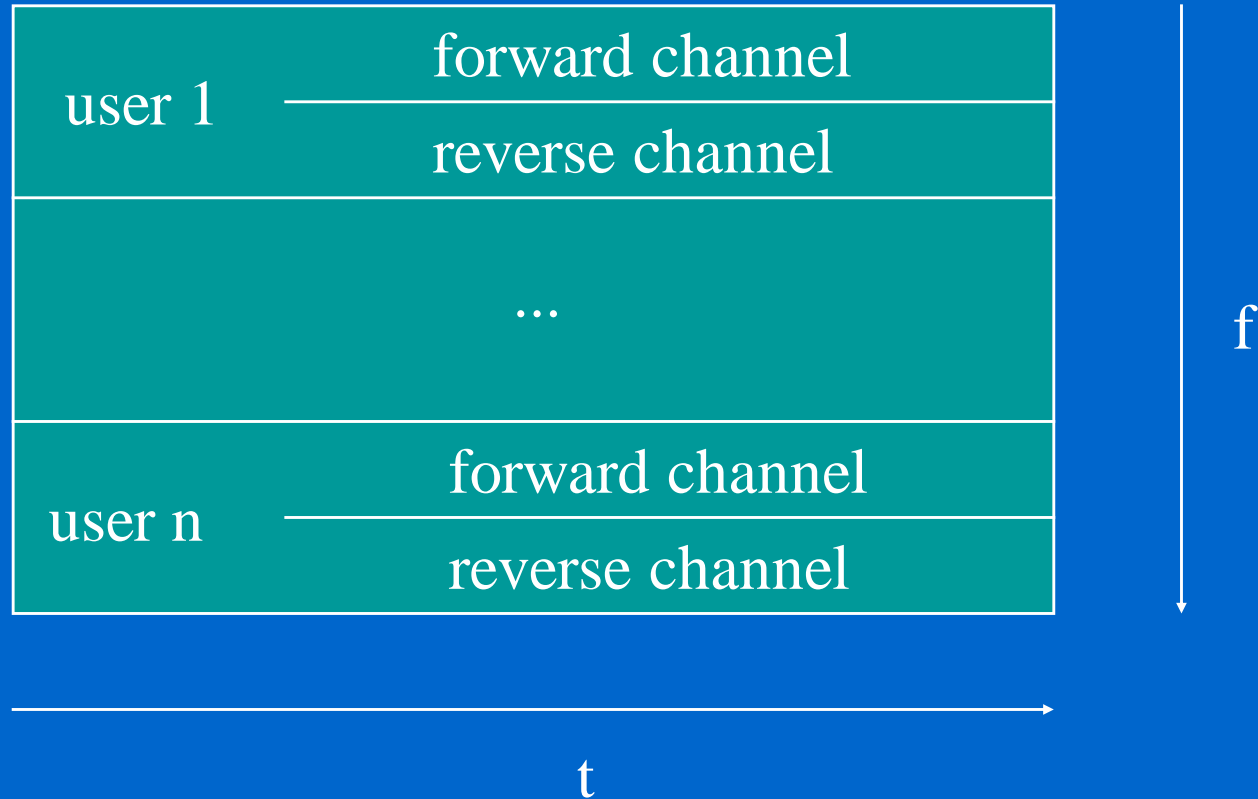 forward channel
user 1
reverse channel
...
f
forward channel
user n
reverse channel
t